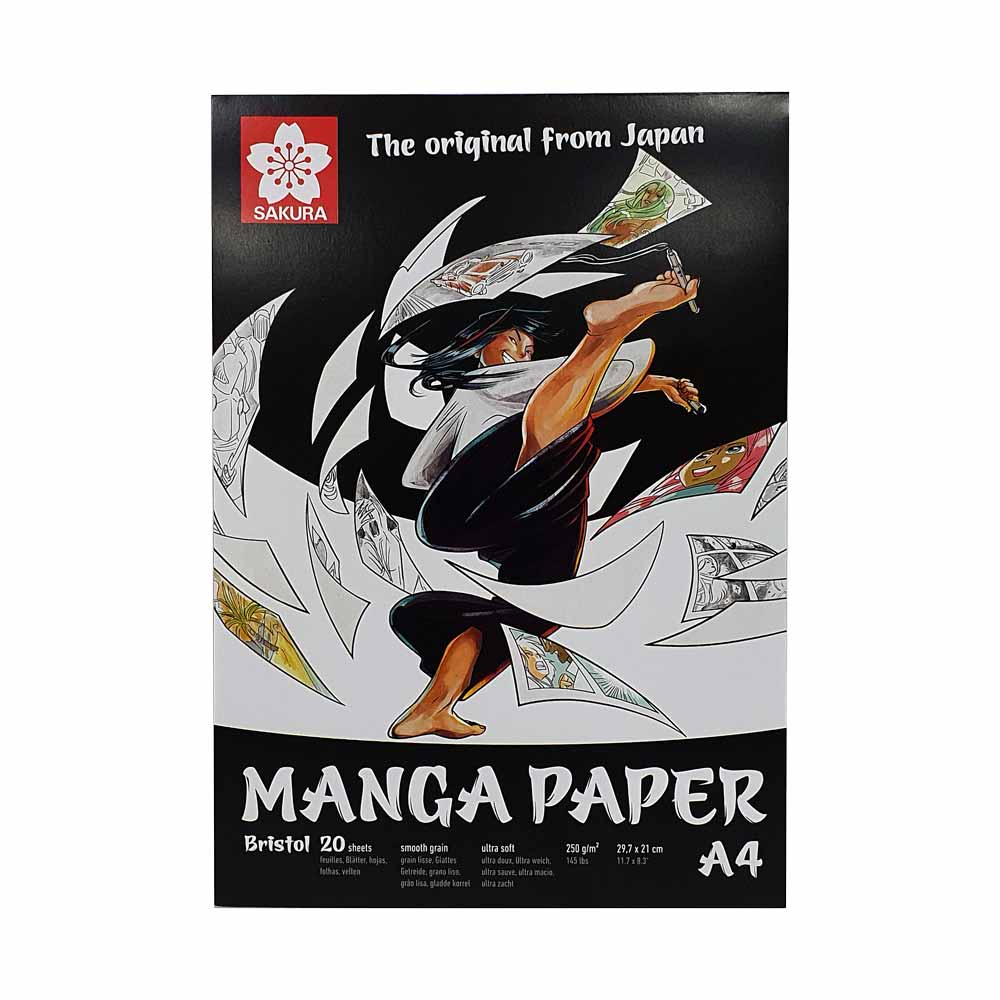 The original from Japan
SAKURA
MANGA PAPER
A4
Bristol 20 sheets
feuilles, Blätter, hojas,
folhas, vellen
smooth grain
grain lisse, Glattes
Getreide, grano liso,
grão liso, gladde korrel
ultra soft
ultra doux, Ultra weich,
ultra suave, ultra macio,
ultra zacht
250 g/m²
145 lbs
29,7 x 21 cm
11.7 x 8.3"